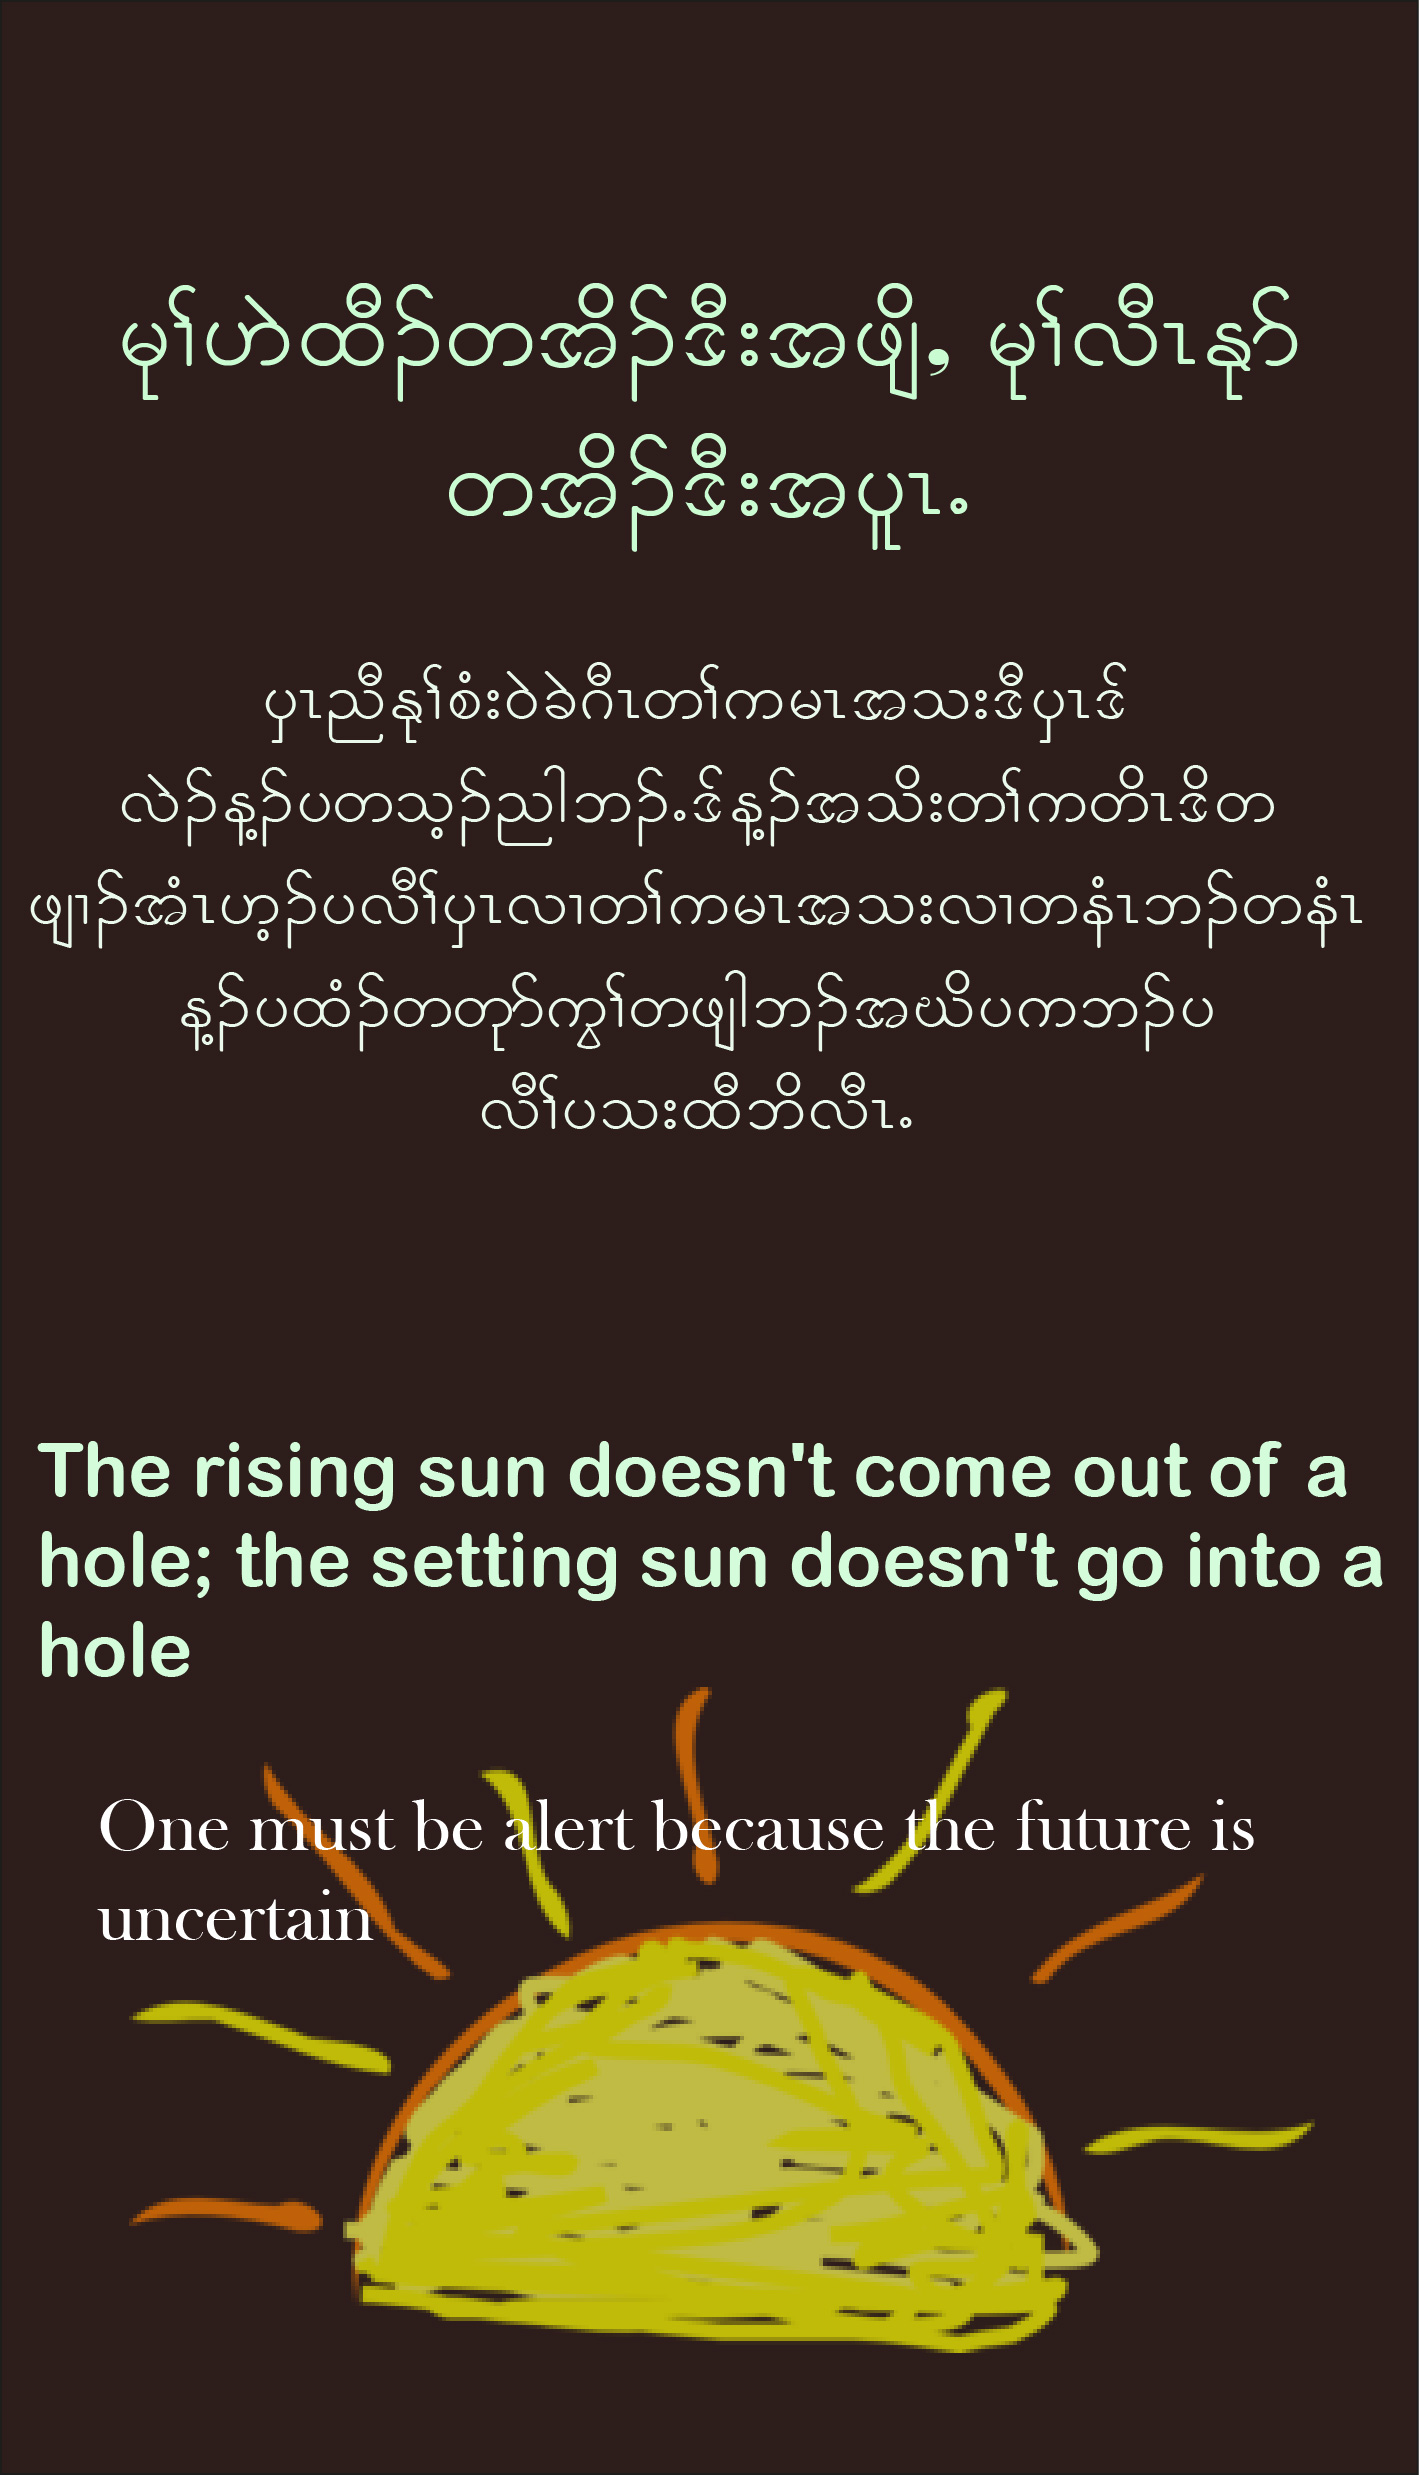 မုၢ်ဟဲထီၣ်တအိၣ်ဒီးအဖျိ, မုၢ်လီၤနုာ်
တအိၣ်ဒီးအပူၤ.
ပှၤညီနုၢ်စံးဝဲခဲဂီၤတၢ်ကမၤအသးဒီပှၤဒ်
လဲၣ်န့ၣ်ပတသ့ၣ်ညါဘၣ်.ဒ်န့ၣ်အသိးတၢ်ကတိၤဒိတ
ဖျၢၣ်အံၤဟ့ၣ်ပလီၢ်ပှၤလၢတၢ်ကမၤအသးလၢတနံၤဘၣ်တနံၤ
န့ၣ်ပထံၣ်တတုာ်ကွၢ်တဖျါဘၣ်အဃိပကဘၣ်ပ
လီၢ်ပသးထီဘိလီၤ.
The rising sun doesn't come out of a
hole; the setting sun doesn't go into a
hole
One must be alert because the future is
uncertain